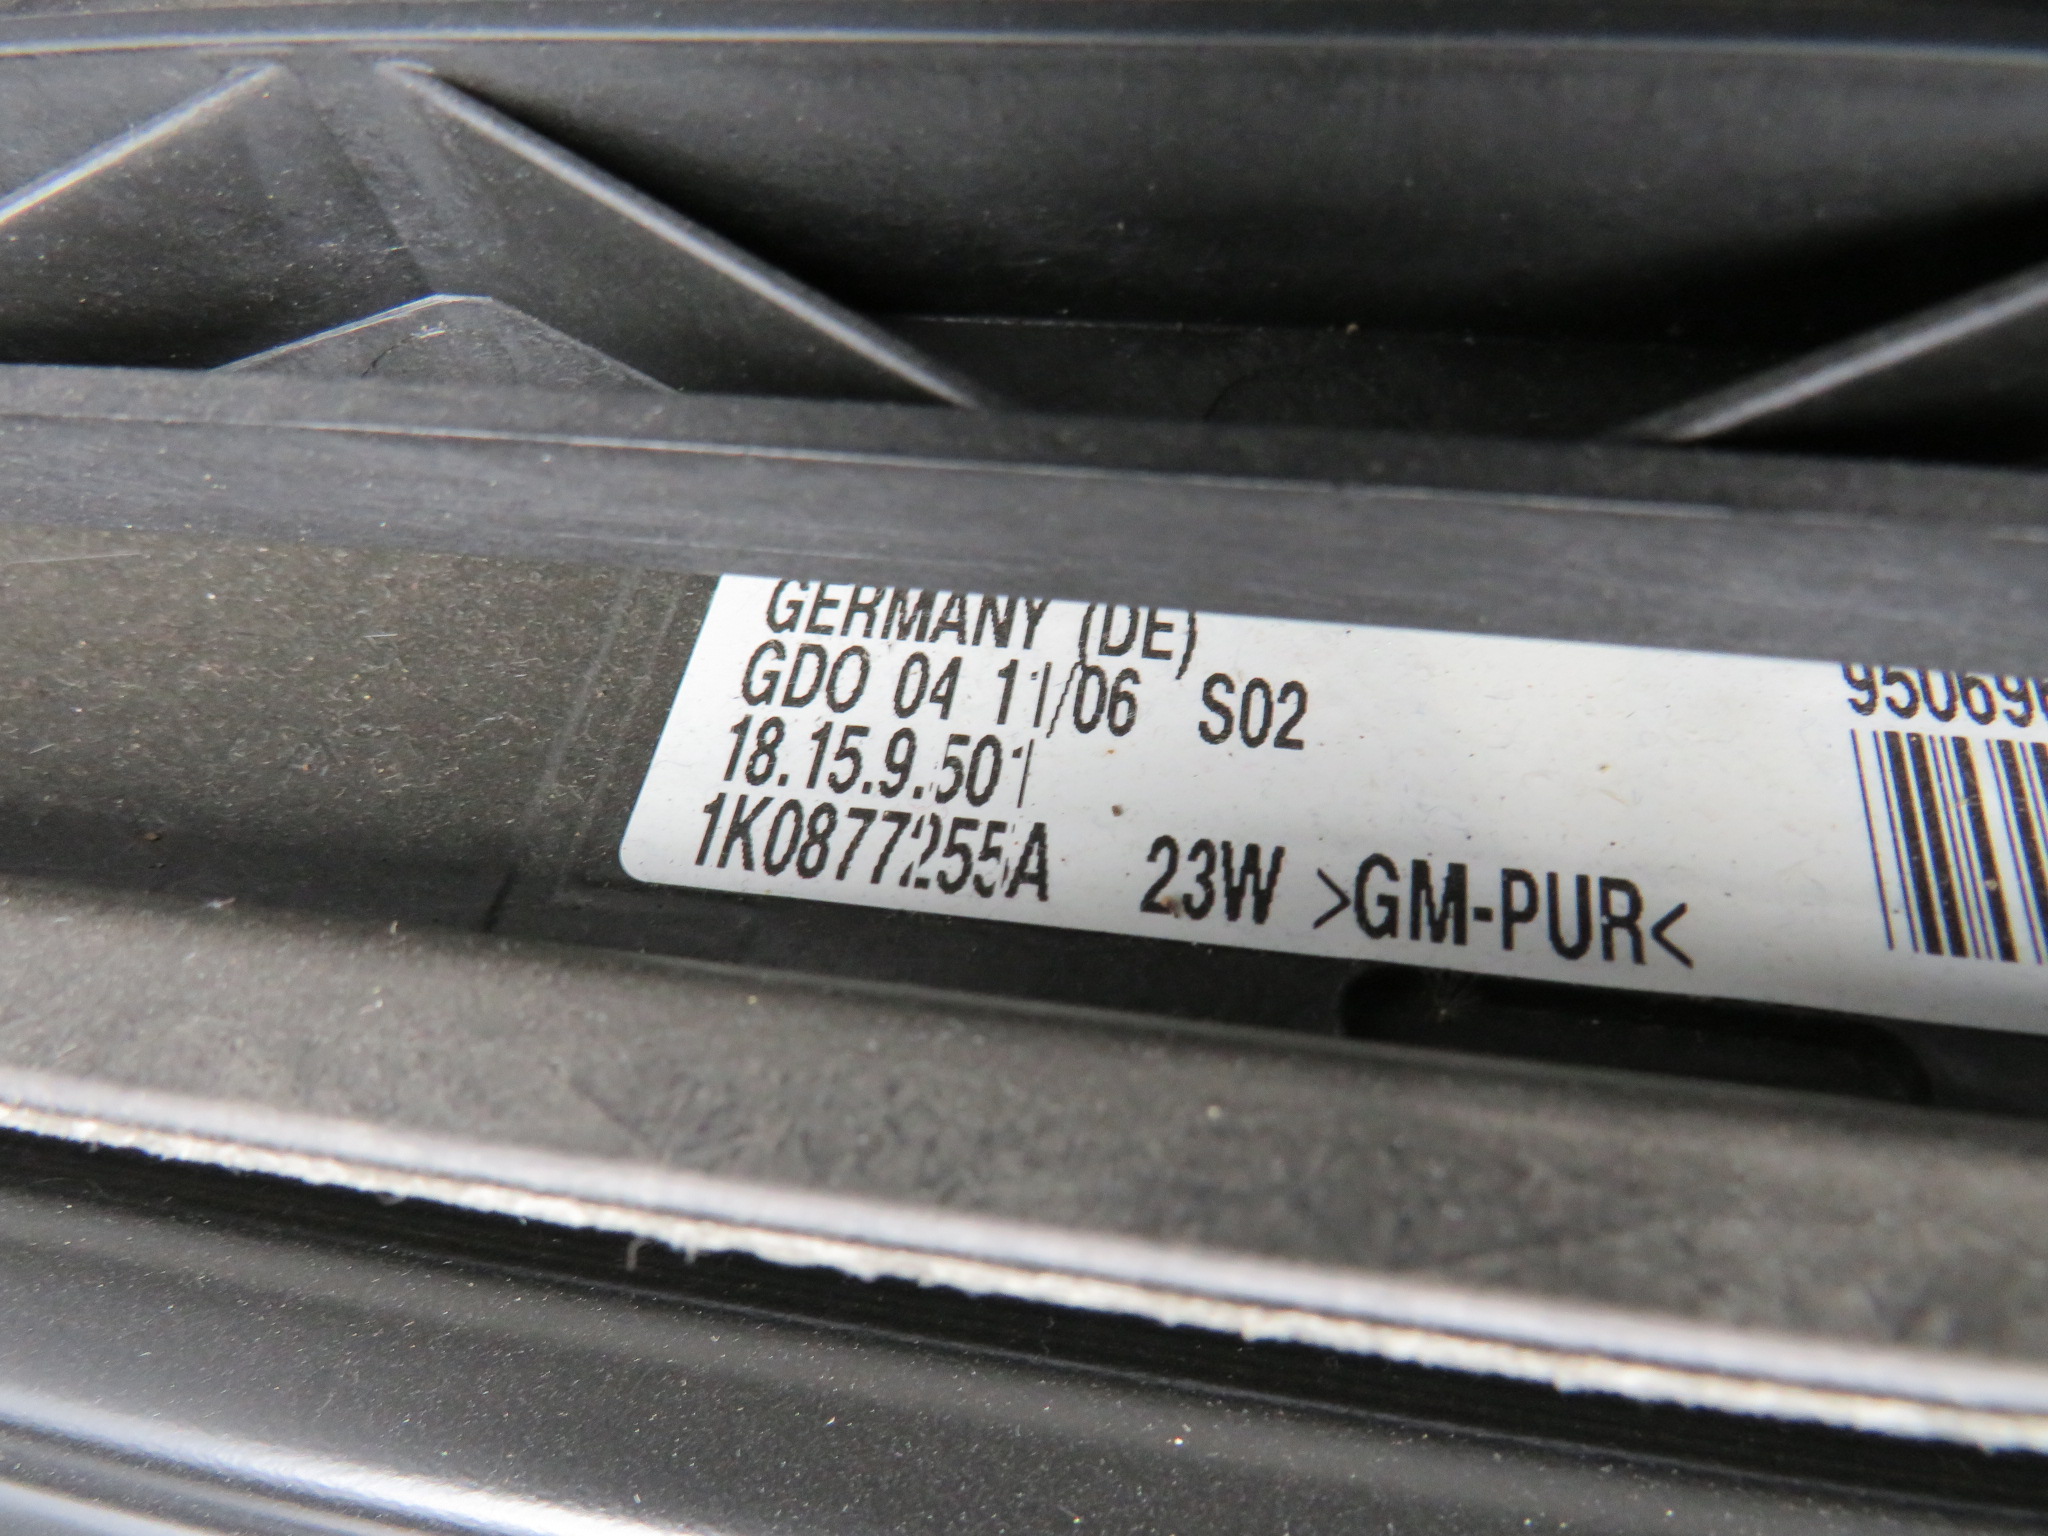 GERMANY (DE)
GDO 04 11/06 S02
18.15.9.501
1K0877255A 23W >GM-PUR<